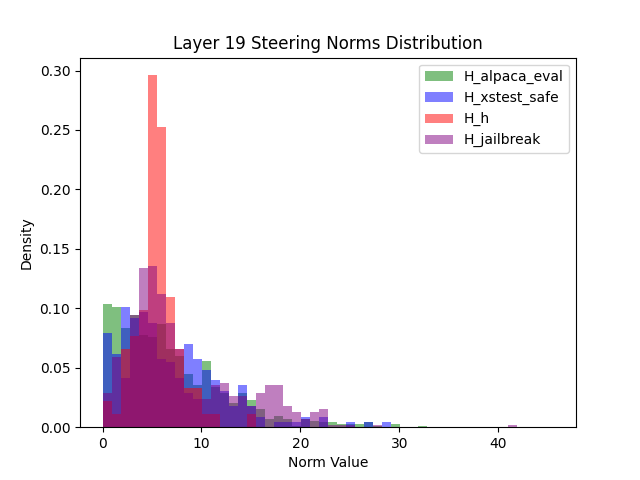 Layer 19 Steering Norms Distribution
H_alpaca_eval
H_xstest_safe
H_h
H_jailbreak
0.30
0.25
0.20
0.15
0.10
0.05
0.00
Density
0 10 20 30 40
Norm Value